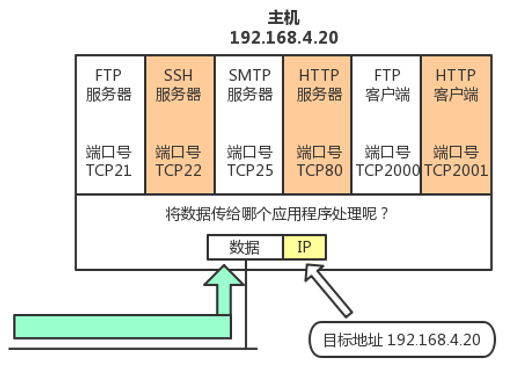 主机
192.168.4.20
FTP
服务器
端口号
TCP21
SSH
服务器
端口号
TCP22
SMTP
服务器
端口号
TCP25
HTTP
服务器
端口号
TCP80
FTP
客户端
端口号
TCP2000
HTTP
客户端
端口号
TCP2001
将数据传给哪个应用程序处理呢？
数据
IP
目标地址 192.168.4.20